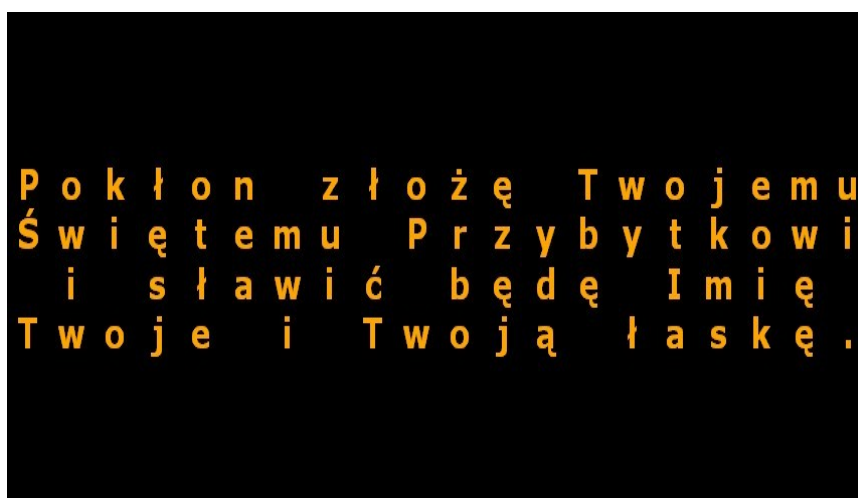 Pokłon złożę Twojemu
Świętemu Przybytkowi
i sławić będę Imię
Twoje i Twoją łaskę.